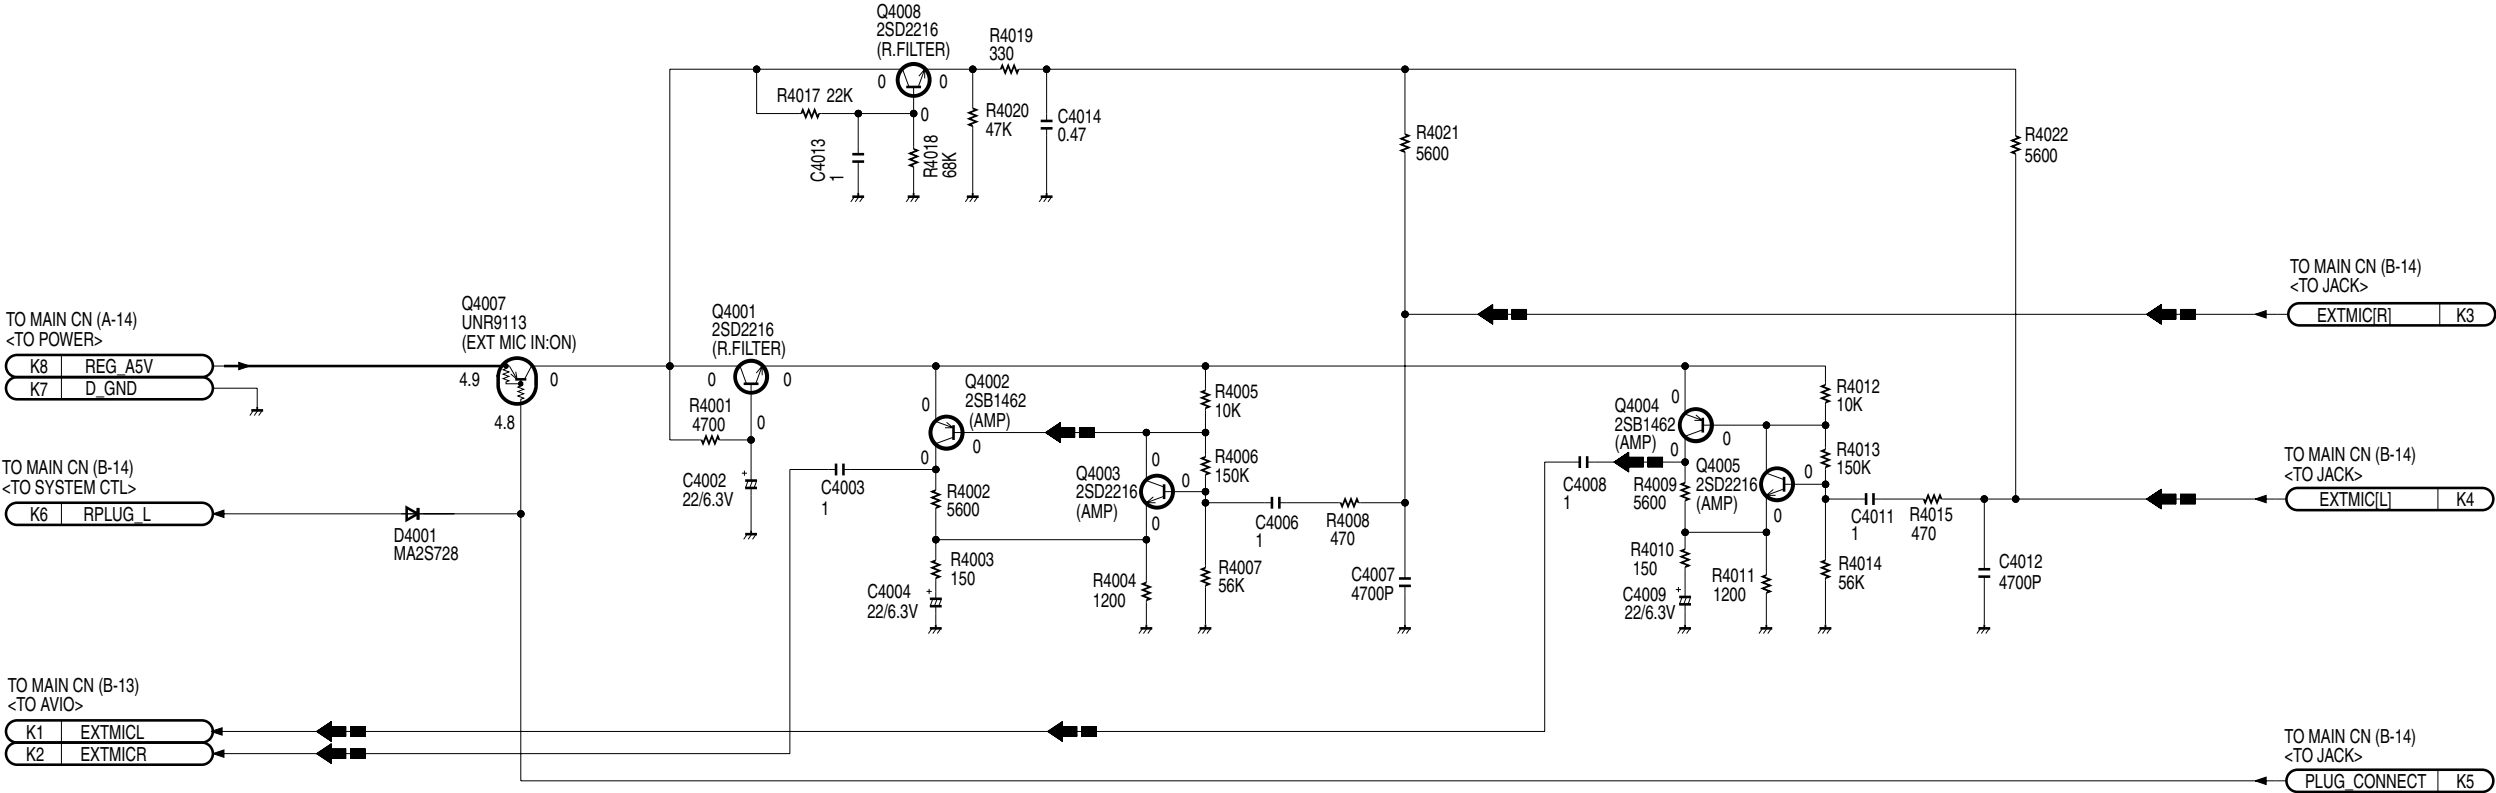 Q4008
2SD2216
(R.FILTER)
0
0
0
R4019
330
R4017 22K
C4013
1
R4018
68K
R4020
47K
C4014
0.47
R4021
5600
R4022
5600
TO MAIN CN (B-14)
<TO JACK>
EXTMIC[R] K3
TO MAIN CN (A-14)
<TO POWER>
K8 REG_A5V
K7 D_GND
Q4007
UNR9113
(EXT MIC IN:ON)
4.9
0
4.8
Q4001
2SD2216
(R.FILTER)
0
0
0
R4001
4700
C4002
+
22/6.3V
Q4002
2SB1462
(AMP)
0
0
0
R4005
10K
R4006
150K
Q4003
2SD2216
(AMP)
0
0
0
C4003
1
R4002
5600
R4003
150
C4004
+
22/6.3V
R4004
1200
R4007
56K
C4006
1
R4008
470
C4007
4700P
Q4004
2SB1462
(AMP)
0
0
0
R4012
10K
R4013
150K
Q4005
2SD2216
(AMP)
0
0
0
C4008
1
R4009
5600
R4010
150
C4009
+
22/6.3V
R4011
1200
R4014
56K
C4011
1
R4015
470
C4012
4700P
TO MAIN CN (B-14)
<TO JACK>
EXTMIC[L] K4
TO MAIN CN (B-14)
<TO SYSTEM CTL>
K6 RPLUG_L
D4001
MA2S728
TO MAIN CN (B-13)
<TO AVIO>
K1 EXTMICL
K2 EXTMICR
TO MAIN CN (B-14)
<TO JACK>
PLUG_CONNECT K5